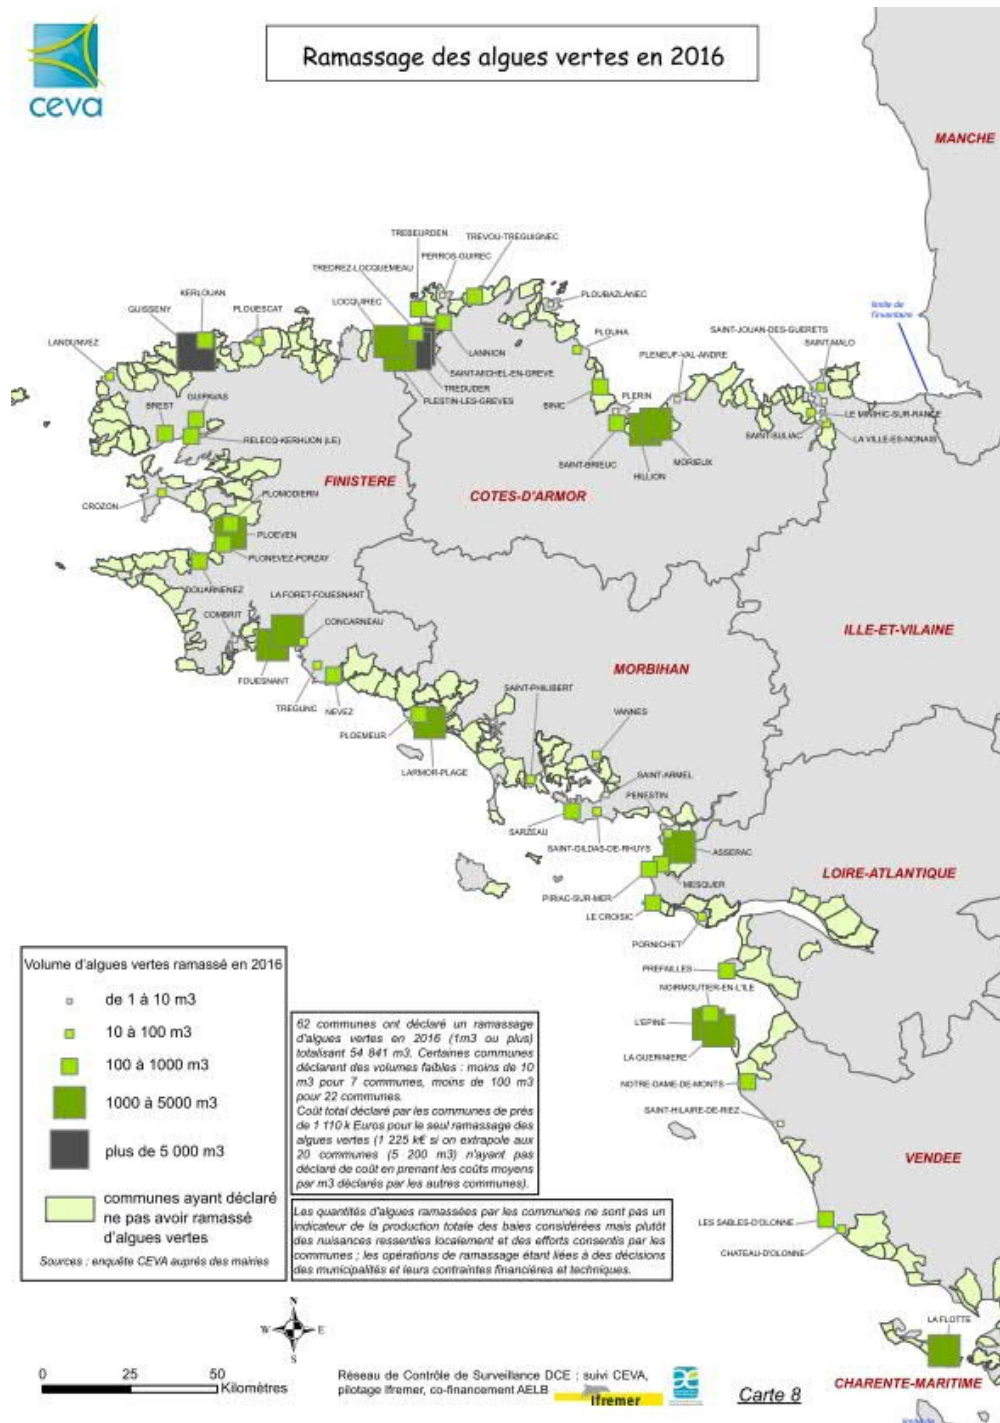 ceva
Ramassage des algues vertes en 2016
MANCHE
limite de
l'inventaire
TREBEURDEN
TREVOU-TREGUIGNEC
PERROS-GUIREC
TREDREZ-LOCQUEMEAU
KERLOUAN
LOCQUIREC
PLOUBAZLANEC
GUISSENY
PLOUESCAT
PLOUHA
SAINT-JOUAN-DES-GUERETS
SAINT-MALO
LANDUNVEZ
LANNION
PLENEUF-VAL-ANDRE
SAINT-MICHEL-EN-GREVE
TREDUDER
PLESTIN-LES-GREVES
GUIPAVAS
BREST
BINIC
PLERIN
LE MINIHIC-SUR-RANCE
RELECQ-KERHUON (LE)
SAINT-SULIAC
LA VILLE-ES-NONAIS
SAINT-BRIEUC
MORIEUX
HILLION
FINISTERE
COTES-D'ARMOR
CROZON
PLOMODIERN
PLOEVEN
PLONEVEZ-PORZAY
DOUARNENEZ
LA FORET-FOUESNANT
COMBRIT
CONCARNEAU
ILLE-ET-VILAINE
FOUESNANT
MORBIHAN
SAINT-PHILIBERT
TREGUNC
NEVEZ
VANNES
PLOEMEUR
LARMOR-PLAGE
SAINT-ARMEL
PENESTIN
SARZEAU
SAINT-GILDAS-DE-RHUYS
ASSERAC
LOIRE-ATLANTIQUE
MESQUER
PIRIAC-SUR-MER
LE CROISIC
PORNICHET
PREFAILLES
NOIRMOUTIER-EN-L'ILE
L'EPINE
LA GUERINIERE
NOTRE-DAME-DE-MONTS
SAINT-HILAIRE-DE-RIEZ
VENDEE
LES SABLES-D'OLONNE
CHATEAU-D'OLONNE
LA FLOTTE
CHARENTE-MARITIME
Volume d'algues vertes ramassé en 2016
de 1 à 10 m3
10 à 100 m3
100 à 1000 m3
1000 à 5000 m3
plus de 5 000 m3
communes ayant déclaré
ne pas avoir ramassé
d'algues vertes
Sources : enquête CEVA auprés des mairies
62 communes ont déclaré un ramassage
d'algues vertes en 2016 (1m3 ou plus)
totalisant 54 841 m3. Certaines communes
déclarent des volumes faibles : moins de 10
m3 pour 7 communes, moins de 100 m3
pour 22 communes.
Coût total déclaré par les communes de prés
de 1 110 k Euros pour le seul ramassage des
algues vertes (1 225 k€ si on extrapole aux
20 communes (5 200 m3) n'ayant pas
déclaré de coût en prenant les coûts moyens
par m3 déclarés par les autres communes).
Les quantités d'algues ramassées par les communes ne sont pas un
indicateur de la production totale des baies considérées mais plutôt
des nuisances ressenties localement et des efforts consentis par les
communes ; les opérations de ramassage étant liées à des décisions
des municipalités et leurs contraintes financières et techniques.
N
W E
S
0 25 50
Kilomètres
Réseau de Contrôle de Surveillance DCE : suivi CEVA,
pilotage Ifremer, co-financement AELB
Ifremer
Carte 8